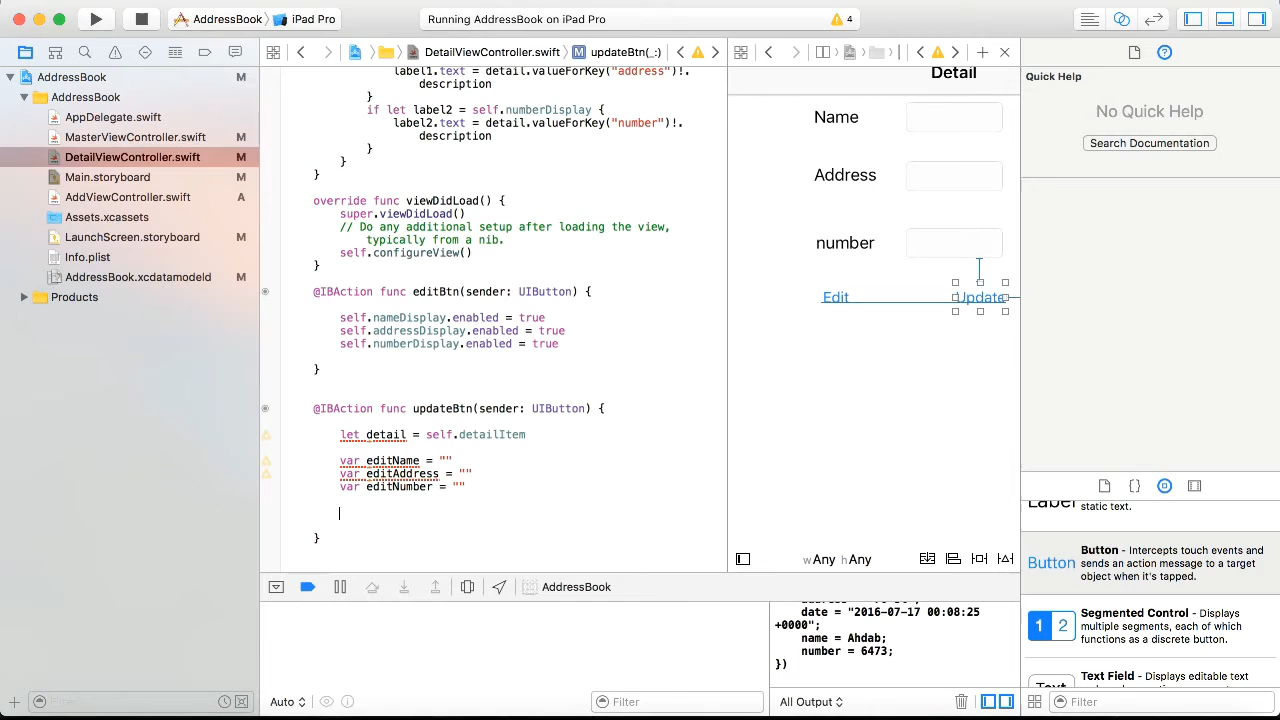 AddressBook
iPad Pro
Running AddressBook on iPad Pro
4
DetailViewController.swift
updateBtn(_:)
AddressBook M
AddressBook
AppDelegate.swift
MasterViewController.swift M
DetailViewController.swift M
Main.storyboard M
AddViewController.swift A
Assets.xcassets
LaunchScreen.storyboard M
Info.plist
AddressBook.xcdatamodeld M
Products
Filter
label1.text = detail.valueForKey("address")!.
description
}
if let label2 = self.numberDisplay {
label2.text = detail.valueForKey("number")!.
description
}
}
}
override func viewDidLoad() {
super.viewDidLoad()
// Do any additional setup after loading the view,
typically from a nib.
self.configureView()
}
@IBAction func editBtn(sender: UIButton) {
self.nameDisplay.enabled = true
self.addressDisplay.enabled = true
self.numberDisplay.enabled = true
}
@IBAction func updateBtn(sender: UIButton) {
let detail = self.detailItem
var editName = ""
var editAddress = ""
var editNumber = ""
}
Detail
Name
Address
number
Edit
Update
wAny hAny
AddressBook
Auto
Filter
date = "2016-07-17 00:08:25
+0000";
name = Ahdab;
number = 6473;
})
All Output
Quick Help
No Quick Help
Search Documentation
Label
static text.
Button
Button - Intercepts touch events and
sends an action message to a target
object when it's tapped.
1 2
Segmented Control - Displays
multiple segments, each of which
functions as a discrete button.
Text
Text Field - Displays editable text
Filter